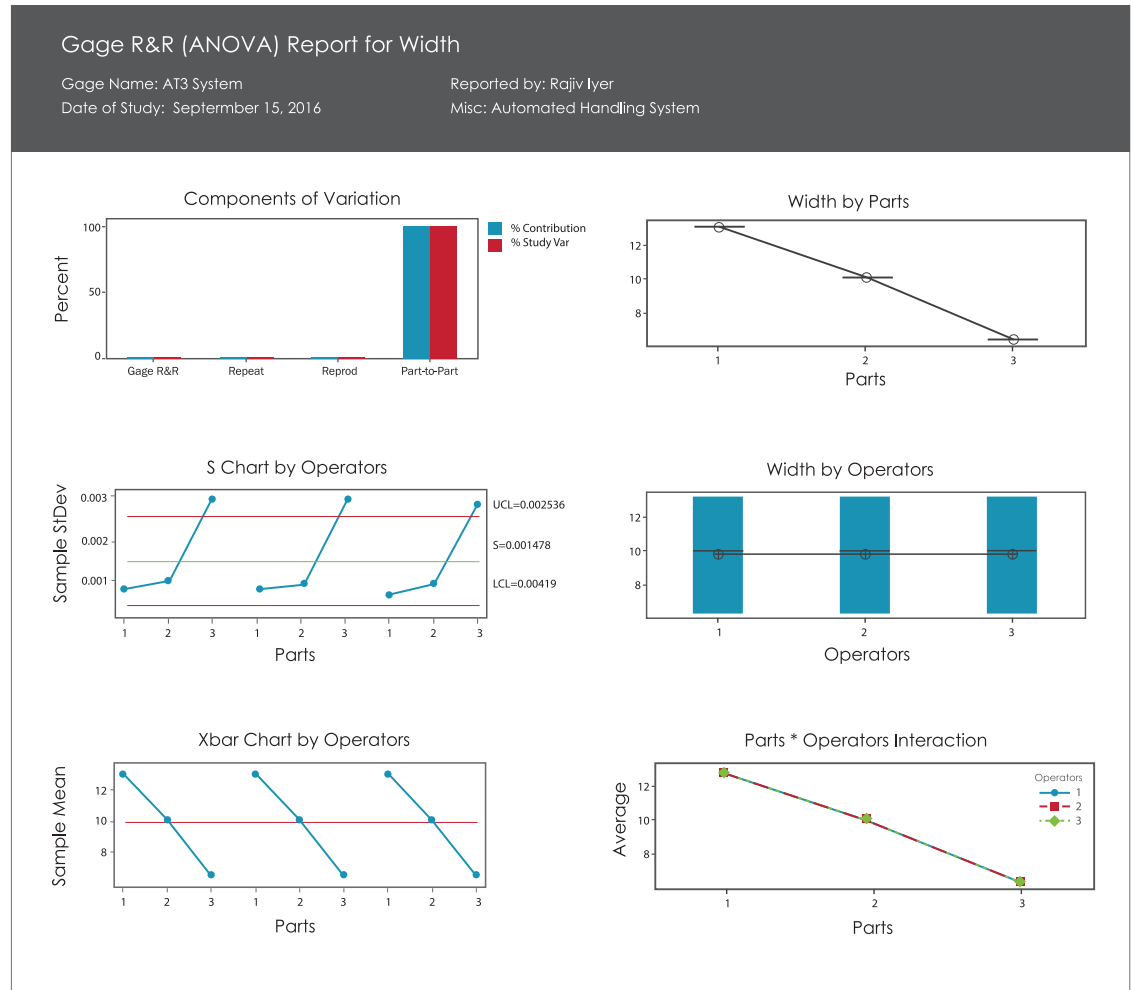 Gage R&R (ANOVA) Report for Width
Gage Name: AT3 System
Reported by: Rajiv Iyer
Date of Study: Septermber 15, 2016
Misc: Automated Handling System
Components of Variation
Percent
100
50
0
Gage R&R Repeat Reprod Part-to-Part
% Contribution
% Study Var
Width by Parts
12
10
8
1 2 3
Parts
S Chart by Operators
Sample StDev
0.003
0.002
0.001
UCL=0.002536
S=0.001478
LCL=0.00419
1 2 3 1 2 3 1 2 3
Parts
Width by Operators
12
10
8
1 2 3
Operators
Xbar Chart by Operators
Sample Mean
12
10
8
1 2 3 1 2 3 1 2 3
Parts
Parts * Operators Interaction
Average
12
10
8
Operators
1
2
3
1 2 3
Parts